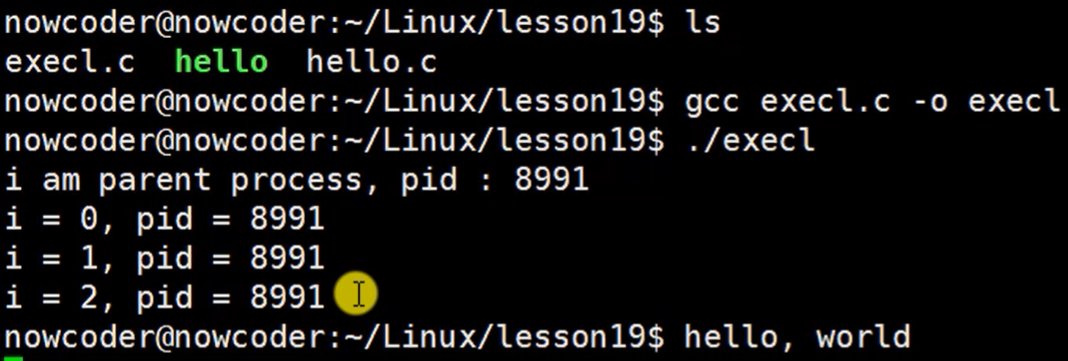 nowcoder@nowcoder:~/Linux/lesson19$ ls
execl.c  hello  hello.c
nowcoder@nowcoder:~/Linux/lesson19$ gcc execl.c -o execl
nowcoder@nowcoder:~/Linux/lesson19$ ./execl
i am parent process, pid : 8991
i = 0, pid = 8991
i = 1, pid = 8991
i = 2, pid = 8991
nowcoder@nowcoder:~/Linux/lesson19$ hello, world